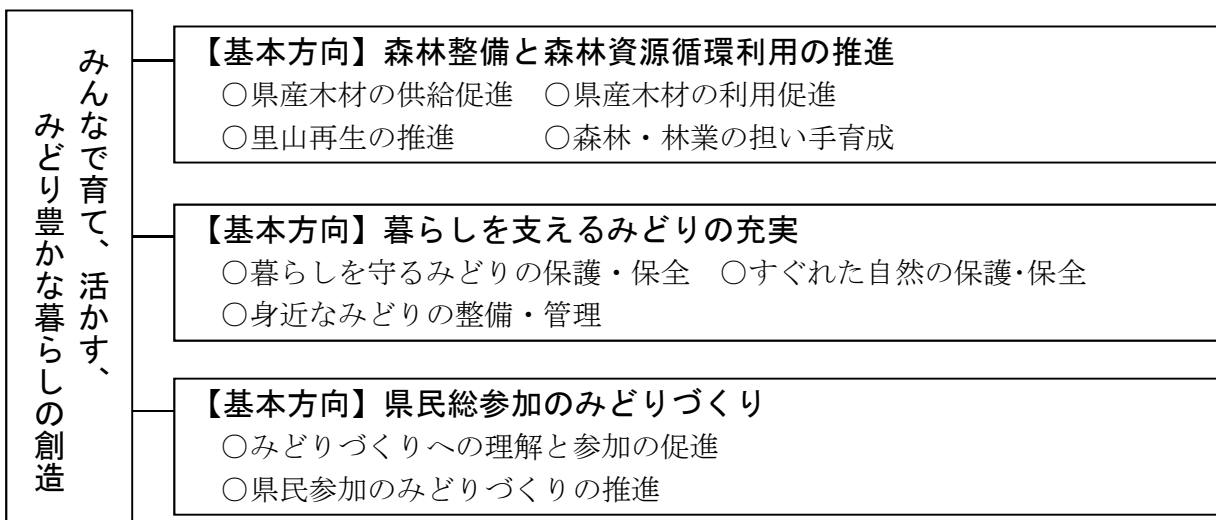 みんなで育て、活かす、
みどり豊かな暮らしの創造
【基本方向】森林整備と森林資源循環利用の推進
○県産木材の供給促進　○県産木材の利用促進
○里山再生の推進　　　○森林・林業の担い手育成
【基本方向】暮らしを支えるみどりの充実
○暮らしを守るみどりの保護・保全　○すぐれた自然の保護･保全
○身近なみどりの整備・管理
【基本方向】県民総参加のみどりづくり
○みどりづくりへの理解と参加の促進
○県民参加のみどりづくりの推進